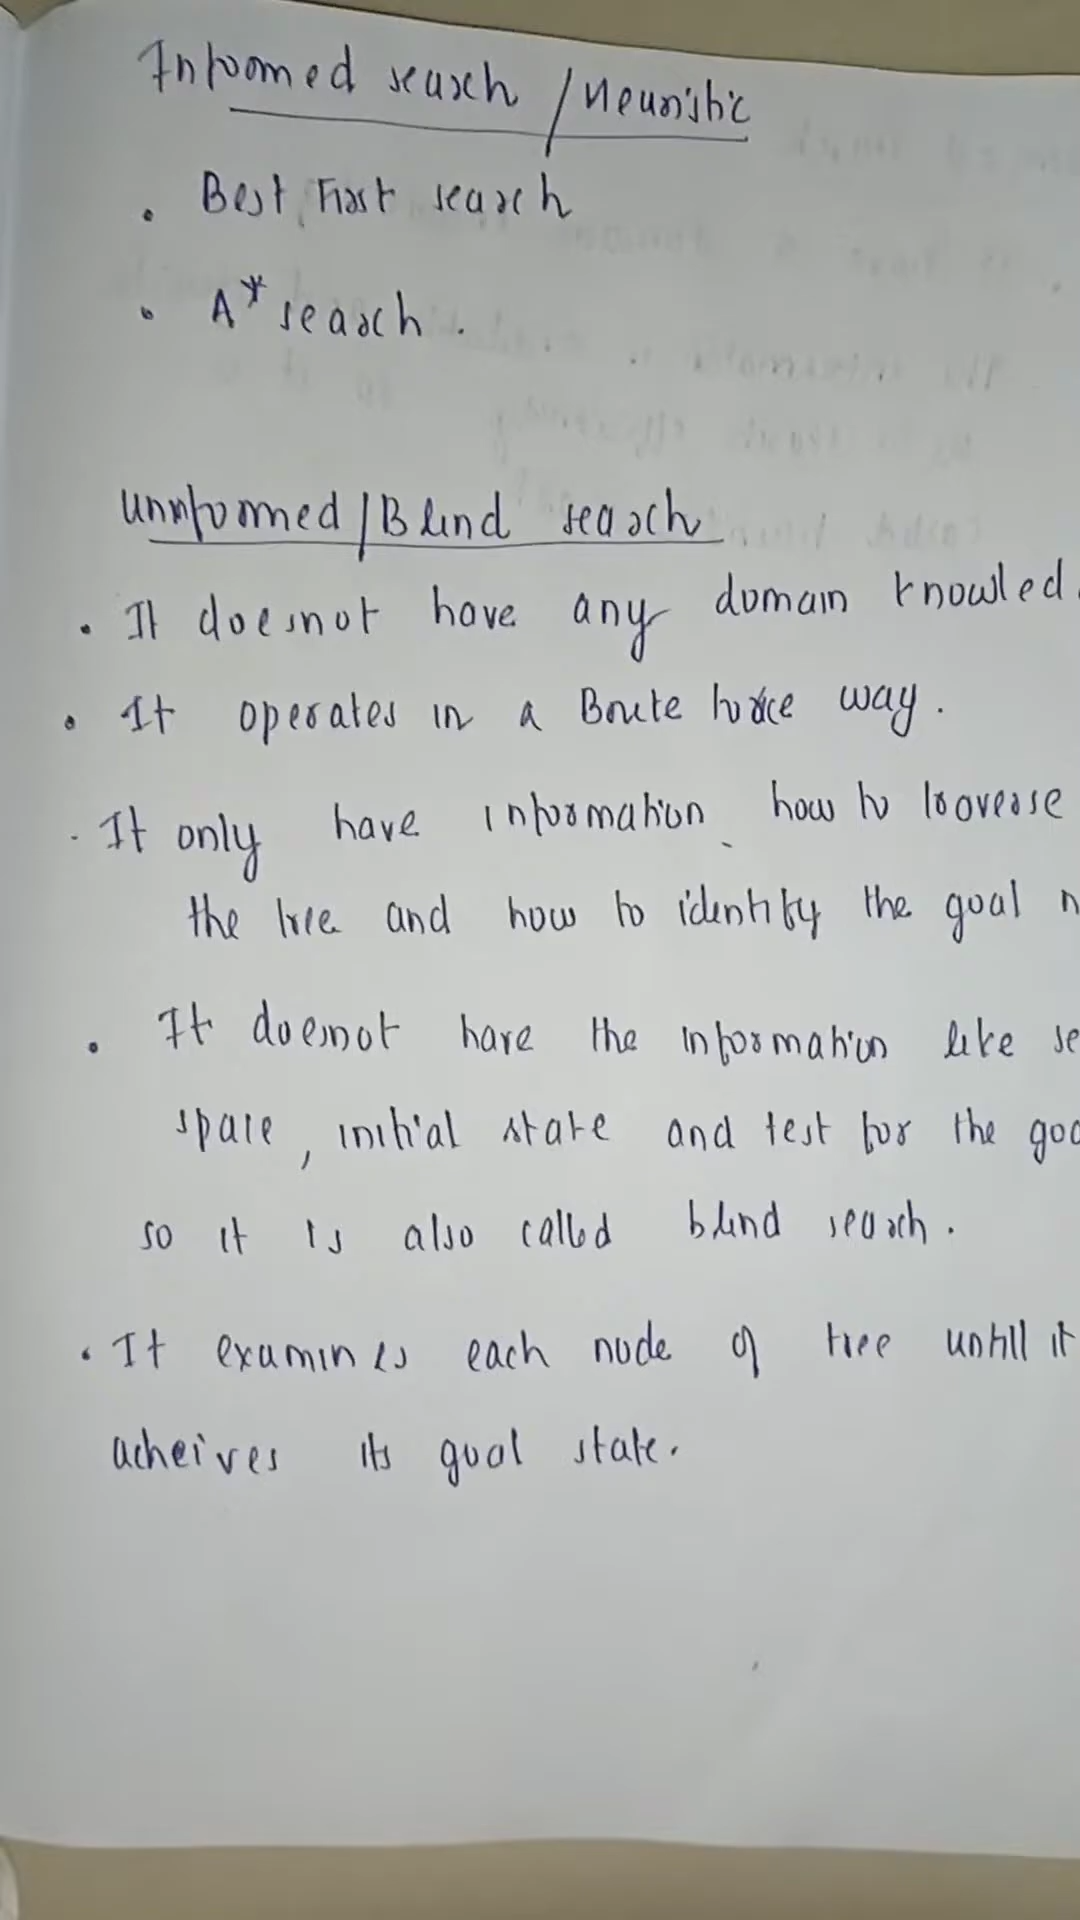 Informed search / Heuristic
. Best First search
. A* search.
Uninformed / Blind search
. It doesnot have any domain knowled
. It operates in a Brute force way.
. It only have information how to traverse
the tree and how to identify the goal n
. It doesnot have the information like se
space, initial state and test for the goa
so it is also called blind search.
. It examines each node of tree untill it
acheives its goal state.